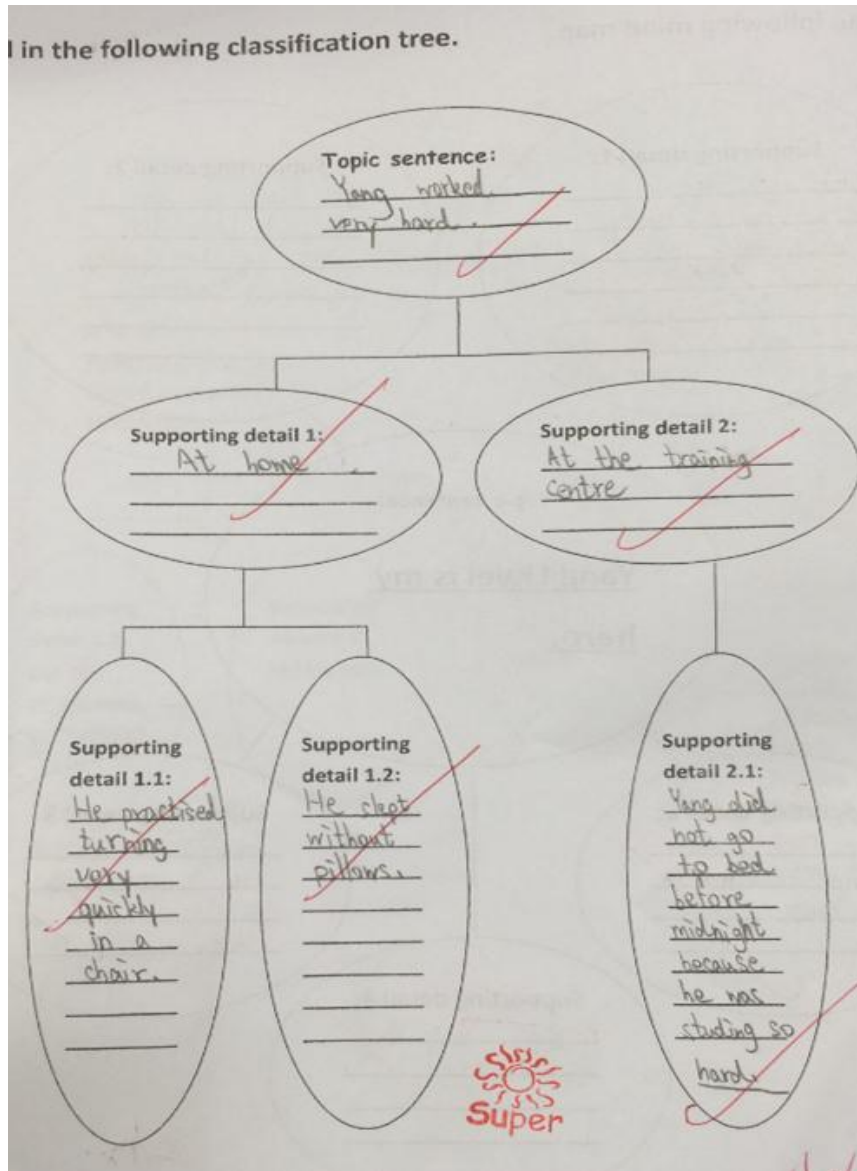 l in the following classification tree.
Topic sentence:
Yang worked
very hard.
Supporting detail 1:
At home.
Supporting detail 2:
At the training
centre
Supporting
detail 1.1:
He practised
turning
very
quickly
in a
chair.
Supporting
detail 1.2:
He slept
without
pillows.
Supporting
detail 2.1:
Yang did
not go
to bed
before
midnight
because
he was
studing so
hard.
Super